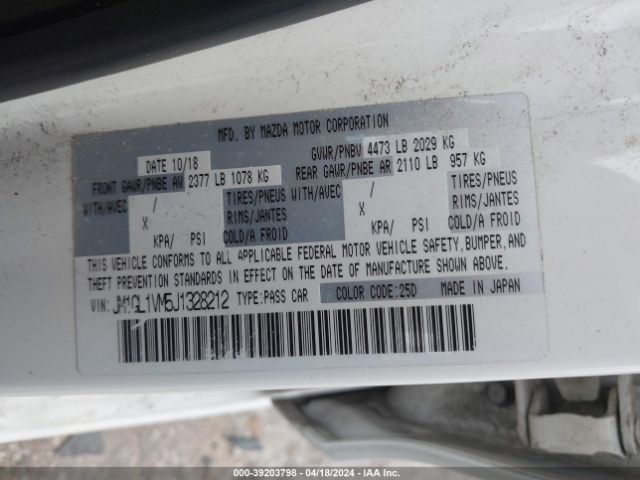 MFD. BY MAZDA MOTOR CORPORATION
DATE 10/18 GVWR/PNBV 4473 LB 2029 KG
FRONT GAWR/PNBE AV 2377 LB 1078 KG REAR GAWR/PNBE AR 2110 LB 957 KG
WITH/AVEC / TIRES/PNEUS WITH/AVEC / TIRES/PNEUS
X RIMS/JANTES X RIMS/JANTES
KPA/ PSI COLD/A FROID KPA/ PSI COLD/A FROID
THIS VEHICLE CONFORMS TO ALL APPLICABLE FEDERAL MOTOR VEHICLE SAFETY, BUMPER, AND
THEFT PREVENTION STANDARDS IN EFFECT ON THE DATE OF MANUFACTURE SHOWN ABOVE.
VIN: JM1GL1VM5J1328212 TYPE:PASS CAR COLOR CODE:25D MADE IN JAPAN
000-39203798 - 04/18/2024 - IAA Inc.